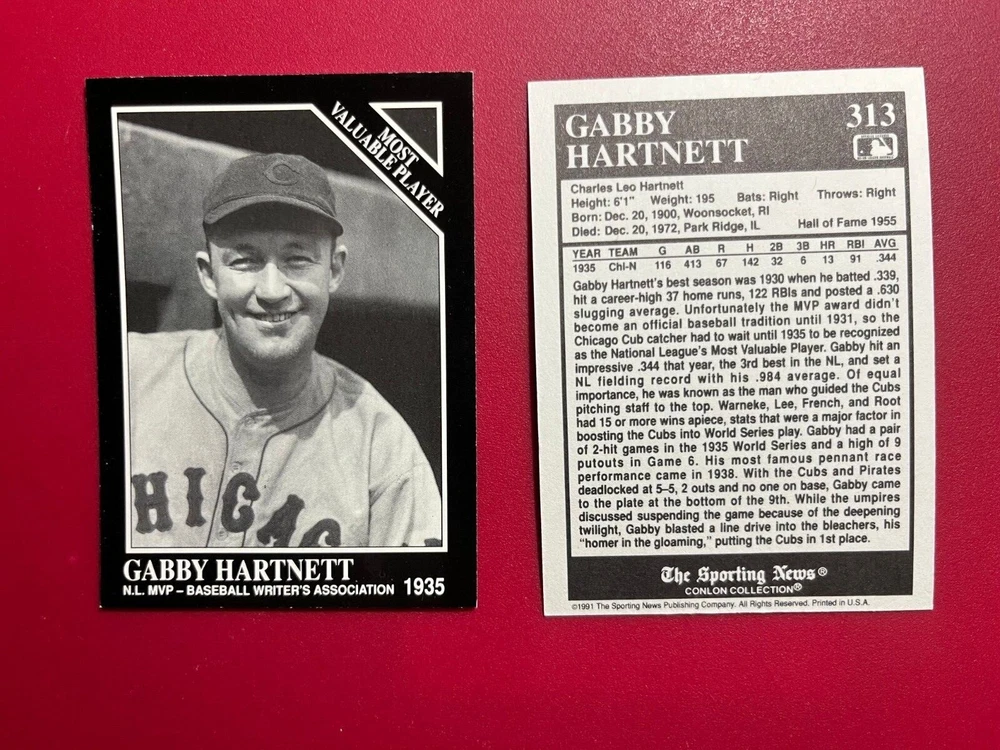 MOST
VALUABLE PLAYER
C
CHICAG
GABBY HARTNETT
N.L. MVP – BASEBALL WRITER'S ASSOCIATION 1935
GABBY
HARTNETT
313
Charles Leo Hartnett
Height: 6'1" Weight: 195 Bats: Right Throws: Right
Born: Dec. 20, 1900, Woonsocket, RI
Died: Dec. 20, 1972, Park Ridge, IL Hall of Fame 1955
YEAR TEAM G AB R H 2B 3B HR RBI AVG
1935 Chi-N 116 413 67 142 32 6 13 91 .344
Gabby Hartnett's best season was 1930 when he batted .339,
hit a career-high 37 home runs, 122 RBIs and posted a .630
slugging average. Unfortunately the MVP award didn't
become an official baseball tradition until 1931, so the
Chicago Cub catcher had to wait until 1935 to be recognized
as the National League's Most Valuable Player. Gabby hit an
impressive .344 that year, the 3rd best in the NL, and set a
NL fielding record with his .984 average. Of equal
importance, he was known as the man who guided the Cubs
pitching staff to the top. Warneke, Lee, French, and Root
had 15 or more wins apiece, stats that were a major factor in
boosting the Cubs into World Series play. Gabby had a pair
of 2-hit games in the 1935 World Series and a high of 9
putouts in Game 6. His most famous pennant race
performance came in 1938. With the Cubs and Pirates
deadlocked at 5–5, 2 outs and no one on base, Gabby came
to the plate at the bottom of the 9th. While the umpires
discussed suspending the game because of the deepening
twilight, Gabby blasted a line drive into the bleachers, his
"homer in the gloaming," putting the Cubs in 1st place.
The Sporting News®
CONLON COLLECTION®
©1991 The Sporting News Publishing Company. All Rights Reserved. Printed in U.S.A.